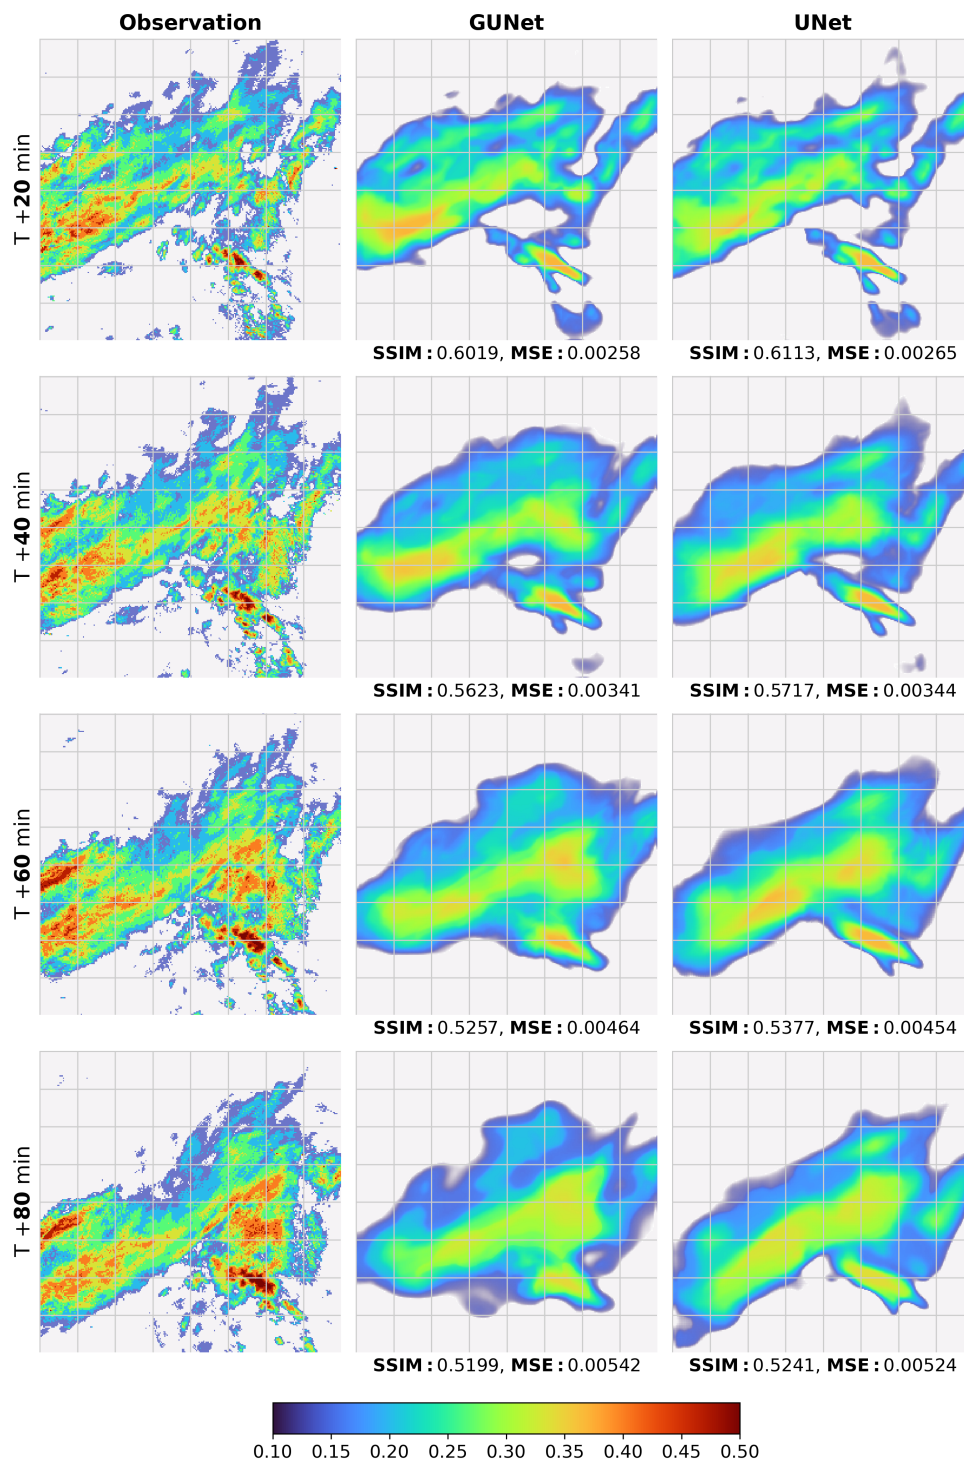 Observation GUNet UNet
T +20 min
SSIM: 0.6019, MSE: 0.00258 SSIM: 0.6113, MSE: 0.00265
T +40 min
SSIM: 0.5623, MSE: 0.00341 SSIM: 0.5717, MSE: 0.00344
T +60 min
SSIM: 0.5257, MSE: 0.00464 SSIM: 0.5377, MSE: 0.00454
T +80 min
SSIM: 0.5199, MSE: 0.00542 SSIM: 0.5241, MSE: 0.00524
0.10 0.15 0.20 0.25 0.30 0.35 0.40 0.45 0.50